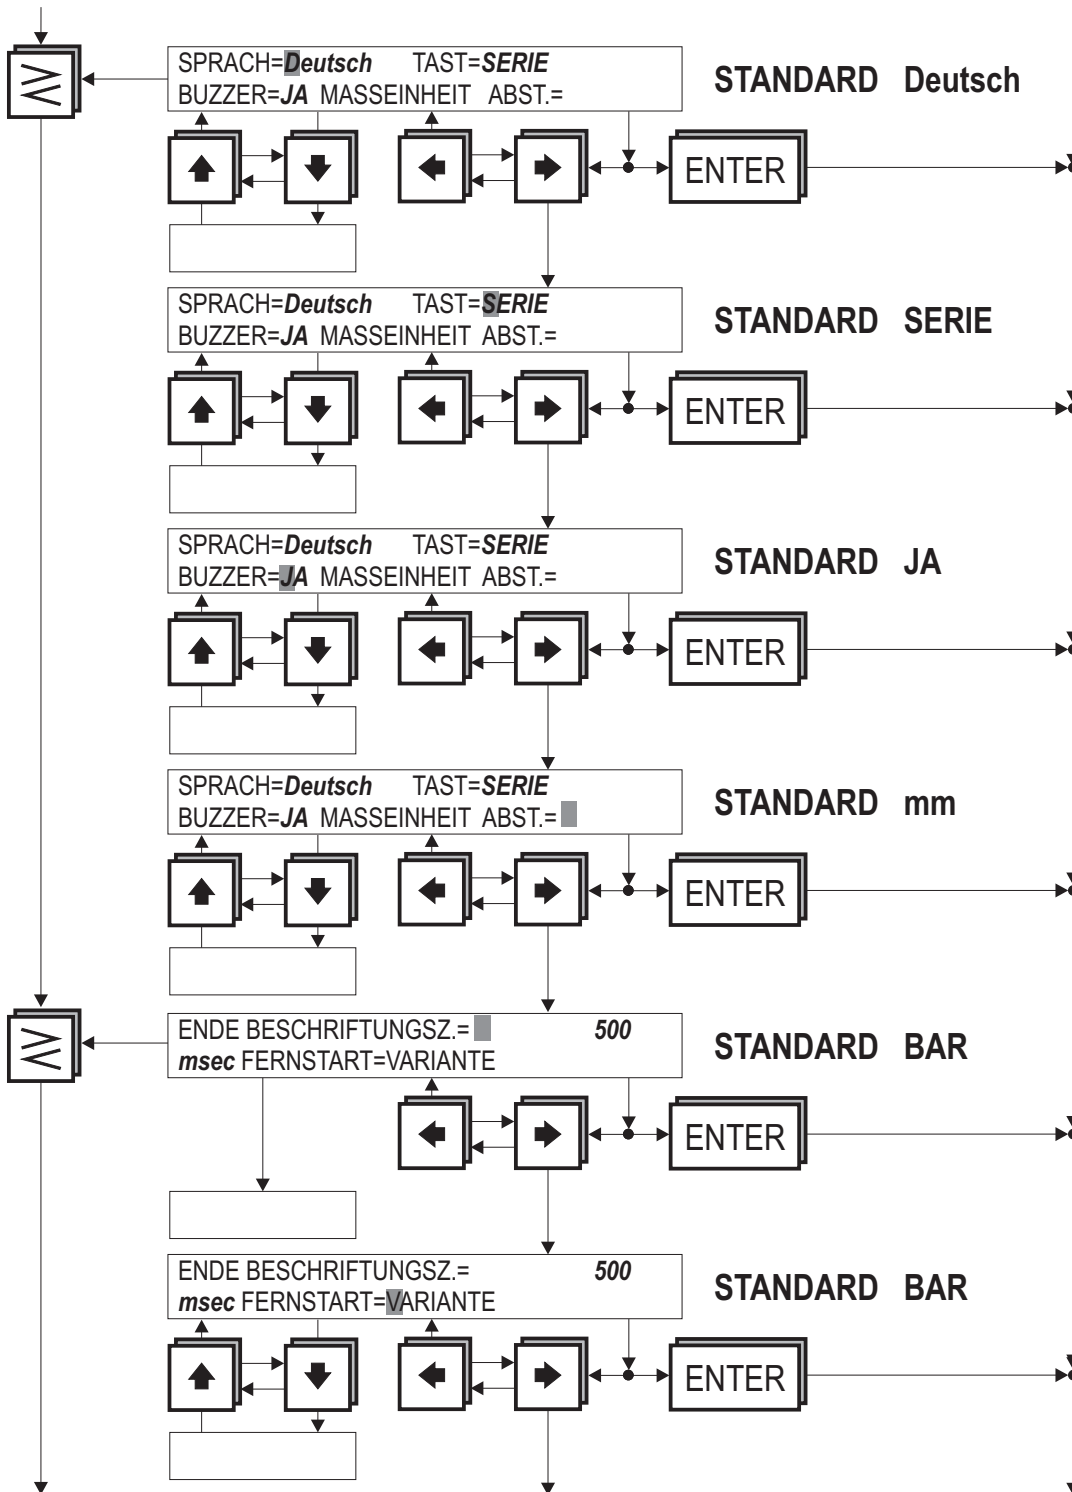 SPRACH=Deutsch TAST=SERIE
BUZZER=JA MASSEINHEIT ABST.=
STANDARD Deutsch
ENTER
SPRACH=Deutsch TAST=SERIE
BUZZER=JA MASSEINHEIT ABST.=
STANDARD SERIE
ENTER
SPRACH=Deutsch TAST=SERIE
BUZZER=JA MASSEINHEIT ABST.=
STANDARD JA
ENTER
SPRACH=Deutsch TAST=SERIE
BUZZER=JA MASSEINHEIT ABST.=
STANDARD mm
ENTER
ENDE BESCHRIFTUNGSZ.= 500
msec FERNSTART=VARIANTE
STANDARD BAR
ENTER
ENDE BESCHRIFTUNGSZ.= 500
msec FERNSTART=VARIANTE
STANDARD BAR
ENTER